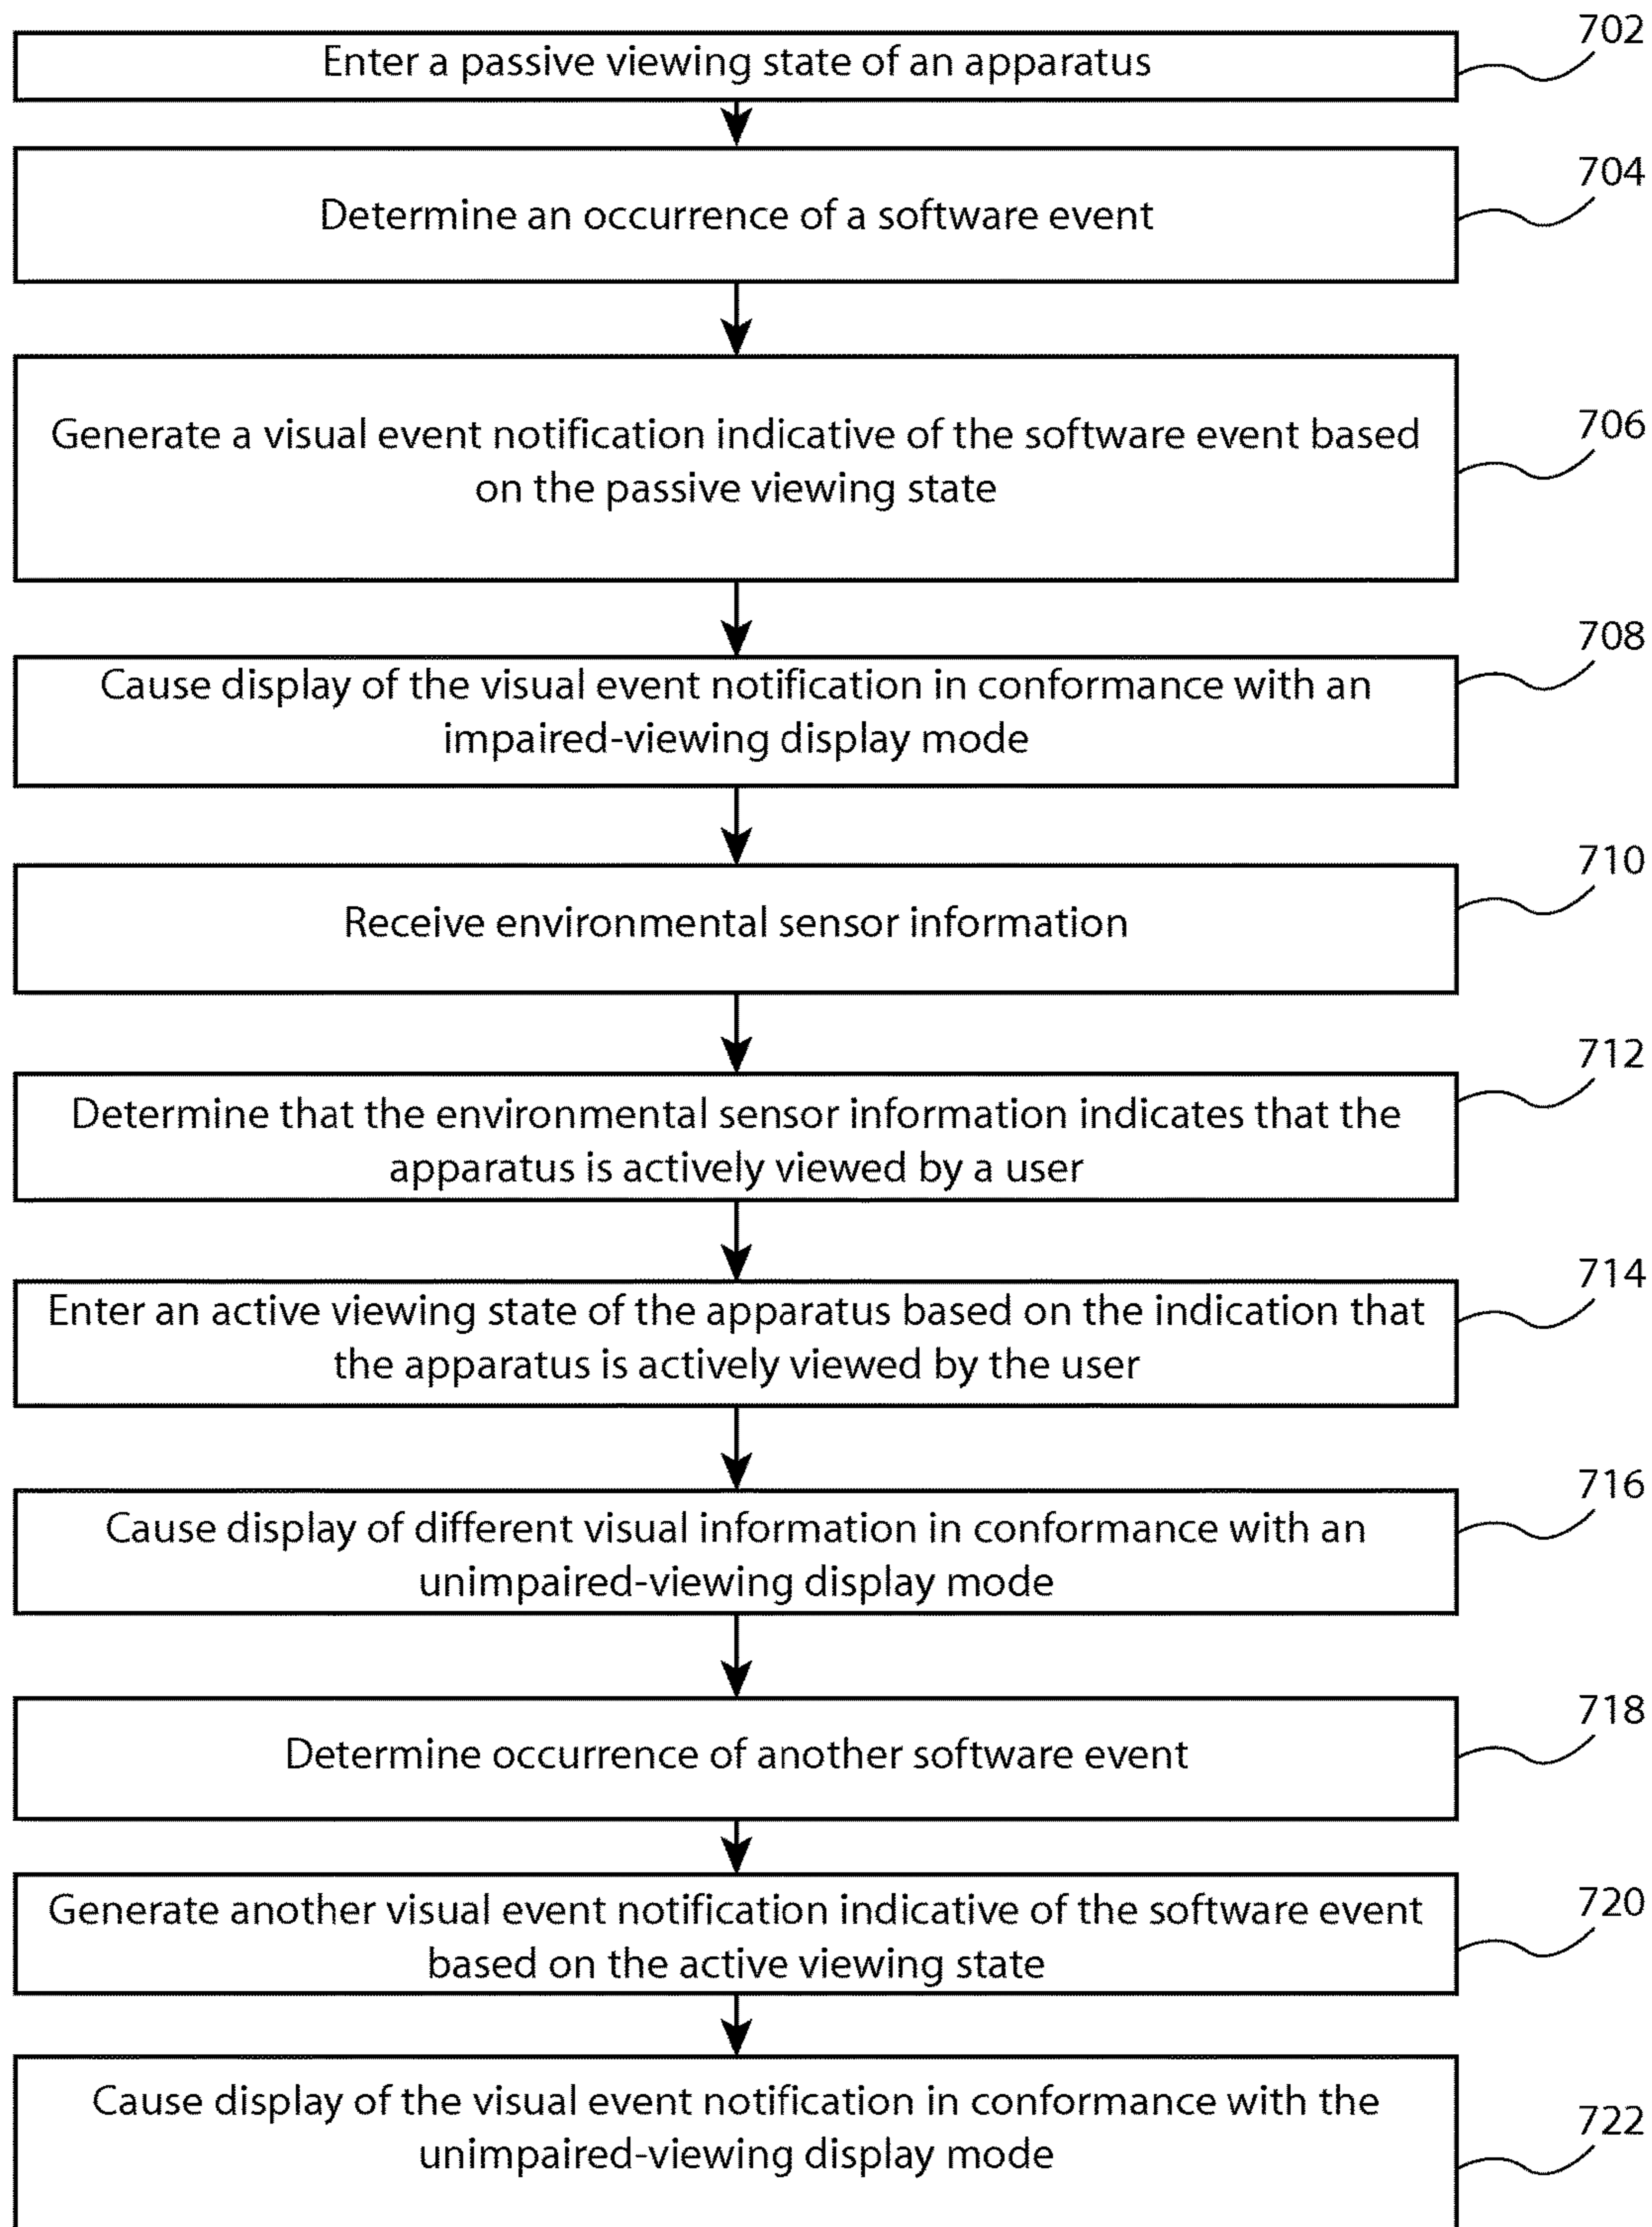 702
Enter a passive viewing state of an apparatus
704
Determine an occurrence of a software event
706
Generate a visual event notification indicative of the software event based
on the passive viewing state
708
Cause display of the visual event notification in conformance with an
impaired-viewing display mode
710
Receive environmental sensor information
712
Determine that the environmental sensor information indicates that the
apparatus is actively viewed by a user
714
Enter an active viewing state of the apparatus based on the indication that
the apparatus is actively viewed by the user
716
Cause display of different visual information in conformance with an
unimpaired-viewing display mode
718
Determine occurrence of another software event
720
Generate another visual event notification indicative of the software event
based on the active viewing state
722
Cause display of the visual event notification in conformance with the
unimpaired-viewing display mode